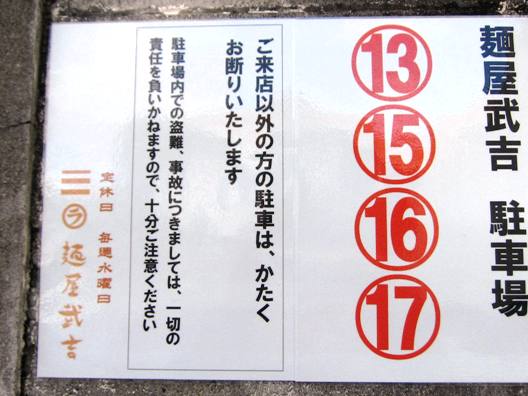 麺屋武吉 駐車場
13
15
16
17
ご来店以外の方の駐車は、かたく
お断りいたします
駐車場内での盗難、事故につきましては、一切の
責任を負いかねますので、十分ご注意ください
定休日 毎週水曜日
三ラ麺屋武吉